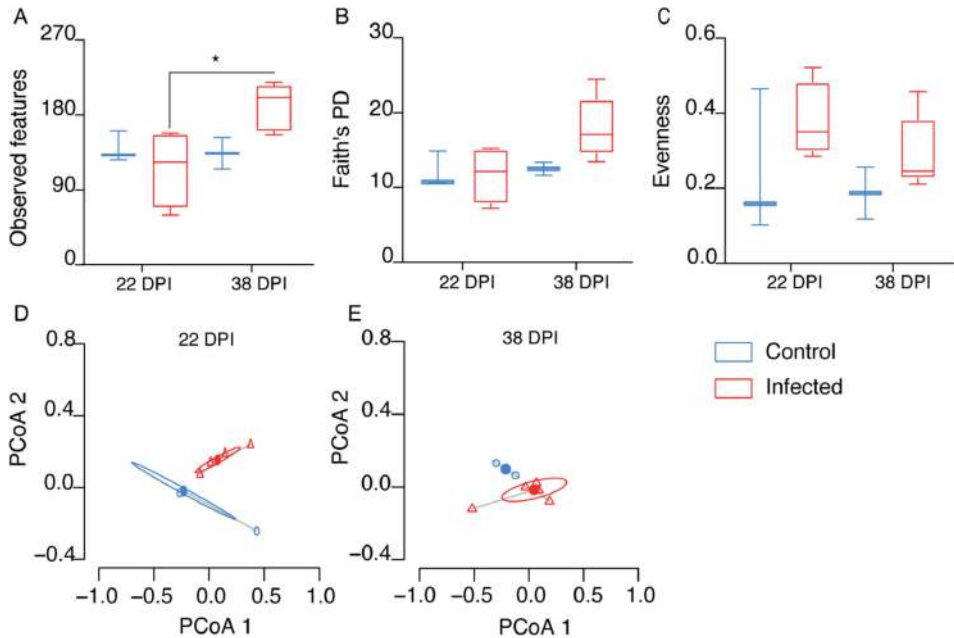 A
Observed features
270
180
90
0
*
22 DPI 38 DPI
B
Faith's PD
30
20
10
0
22 DPI 38 DPI
C
Evenness
0.6
0.4
0.2
0.0
22 DPI 38 DPI
D
22 DPI
PCoA 2
0.8
0.4
0.0
−0.4
−1.0 −0.5 0.0 0.5 1.0
PCoA 1
E
38 DPI
PCoA 2
0.8
0.4
0.0
−0.4
−1.0 −0.5 0.0 0.5 1.0
PCoA 1
Control
Infected